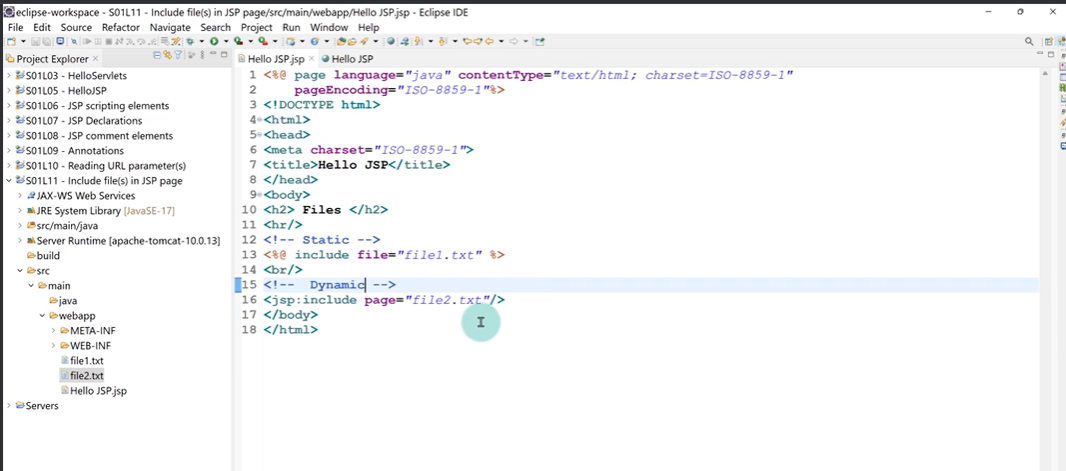 eclipse-workspace - S01L11 - Include file(s) in JSP page/src/main/webapp/Hello JSP.jsp - Eclipse IDE
File Edit Source Refactor Navigate Search Project Run Window Help
Project Explorer
S01L03 - HelloServlets
S01L05 - HelloJSP
S01L06 - JSP scripting elements
S01L07 - JSP Declarations
S01L08 - JSP comment elements
S01L09 - Annotations
S01L10 - Reading URL parameter(s)
S01L11 - Include file(s) in JSP page
JAX-WS Web Services
JRE System Library [JavaSE-17]
src/main/java
Server Runtime [apache-tomcat-10.0.13]
build
src
main
java
webapp
META-INF
WEB-INF
file1.txt
file2.txt
Hello JSP.jsp
Servers
Hello JSP.jsp Hello JSP
1 <%@ page language="java" contentType="text/html; charset=ISO-8859-1"
2 pageEncoding="ISO-8859-1"%>
3 <!DOCTYPE html>
4 <html>
5 <head>
6 <meta charset="ISO-8859-1">
7 <title>Hello JSP</title>
8 </head>
9 <body>
10 <h2> Files </h2>
11 <hr/>
12 <!-- Static -->
13 <%@ include file="file1.txt" %>
14 <br/>
15 <!--  Dynamic -->
16 <jsp:include page="file2.txt"/>
17 </body>
18 </html>